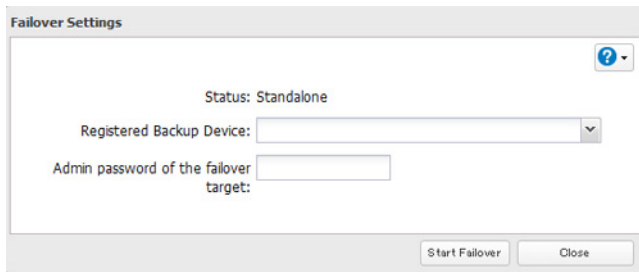 Failover Settings
?
Status: Standalone
Registered Backup Device:
Admin password of the failover
target:
Start Failover Close